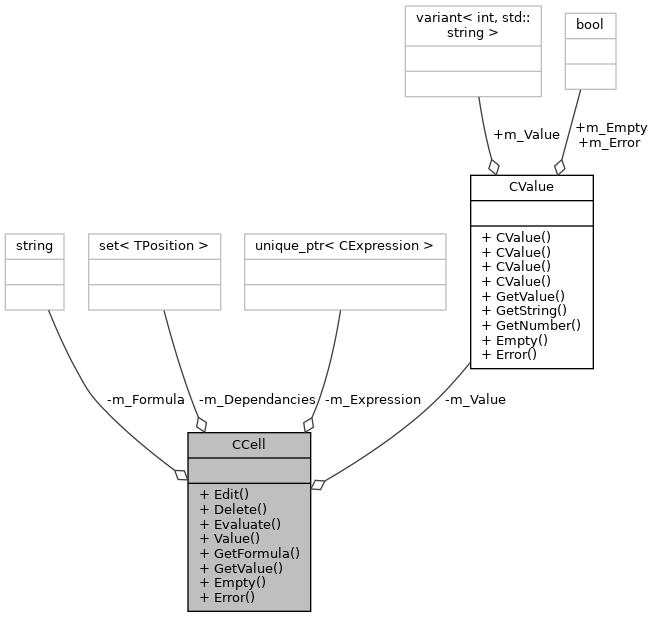 variant< int, std::
string >
bool
+m_Value
+m_Empty
+m_Error
CValue
+ CValue()
+ CValue()
+ CValue()
+ CValue()
+ GetValue()
+ GetString()
+ GetNumber()
+ Empty()
+ Error()
string
set< TPosition >
unique_ptr< CExpression >
-m_Formula
-m_Dependancies
-m_Expression
-m_Value
CCell
+ Edit()
+ Delete()
+ Evaluate()
+ Value()
+ GetFormula()
+ GetValue()
+ Empty()
+ Error()